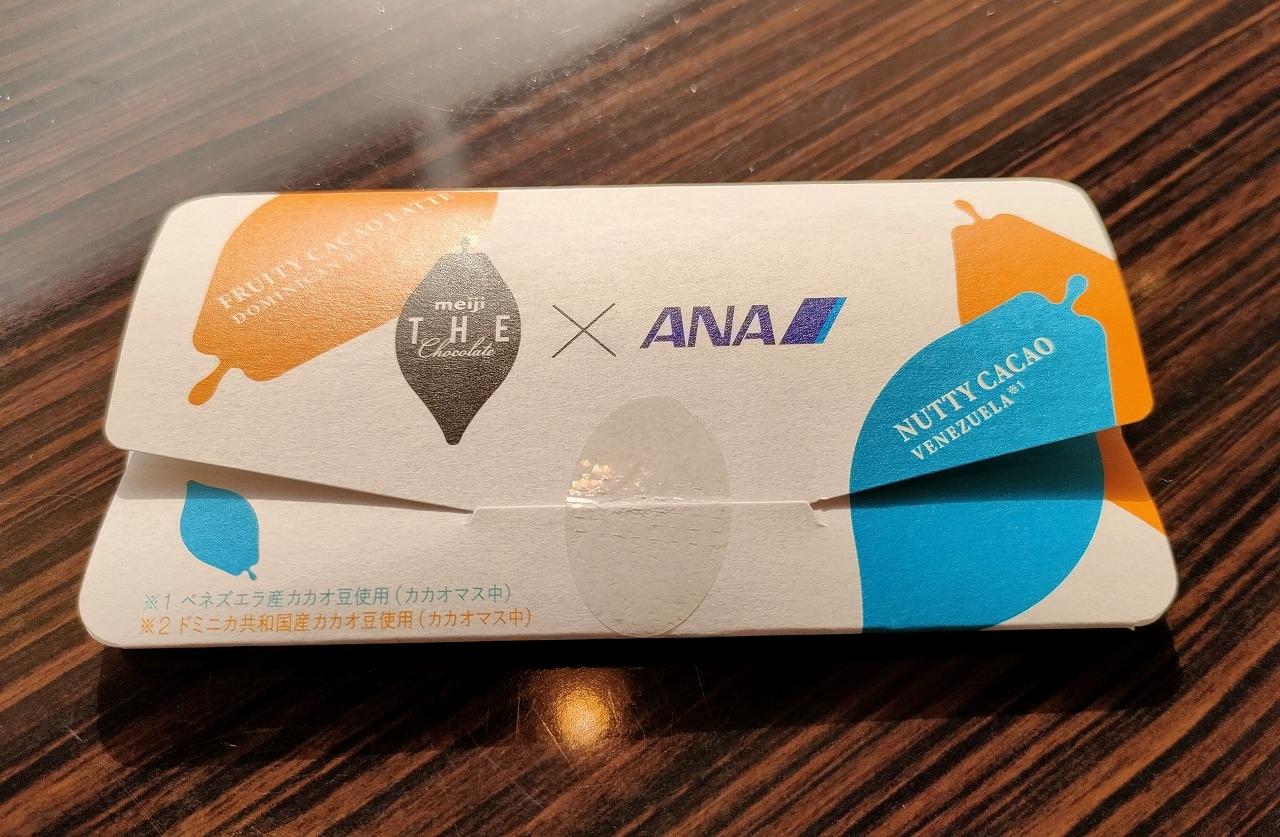 FRUITY CACAO LATTE
DOMINICAN
meiji
THE
Chocolate
ANA
NUTTY CACAO
VENEZUELA※1
※1 ベネズエラ産カカオ豆使用(カカオマス中)
※2 ドミニカ共和国産カカオ豆使用(カカオマス中)